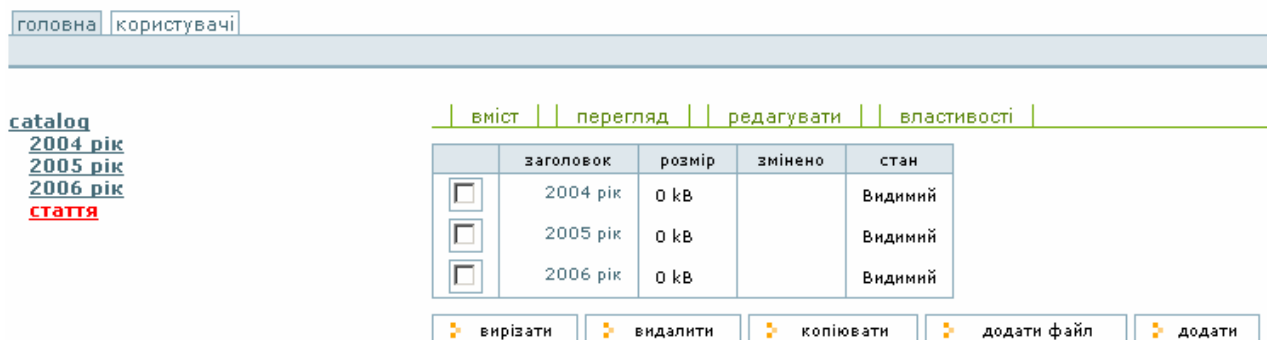 головна користувачі
catalog
2004 рік
2005 рік
2006 рік
стаття
вміст перегляд редагувати властивості
заголовок розмір змінено стан
2004 рік 0 kB Видимий
2005 рік 0 kB Видимий
2006 рік 0 kB Видимий
вирізати видалити копіювати додати файл додати